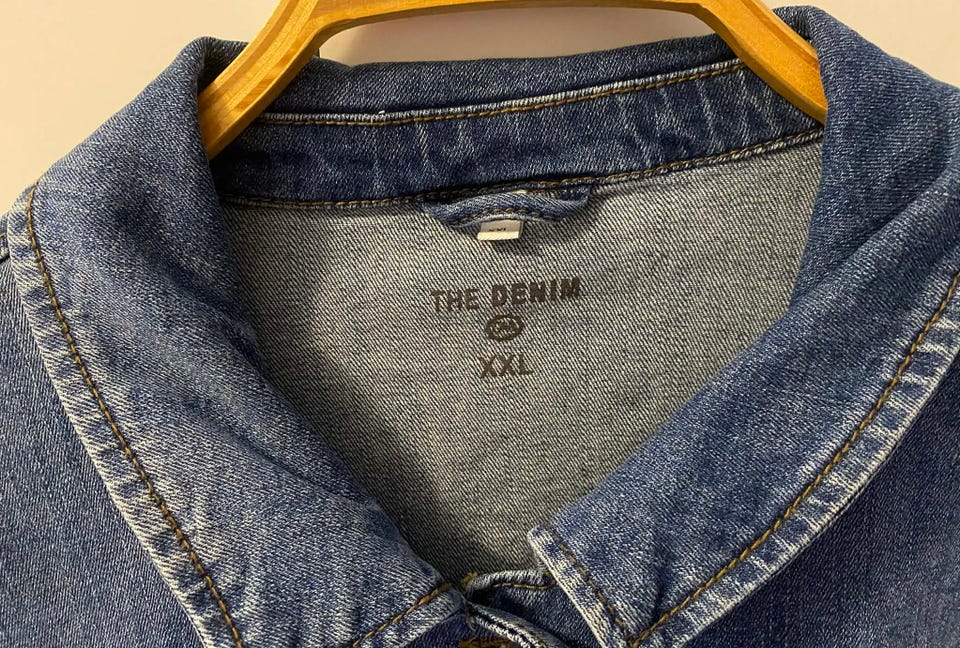 THE DENIM
C&A
XXL